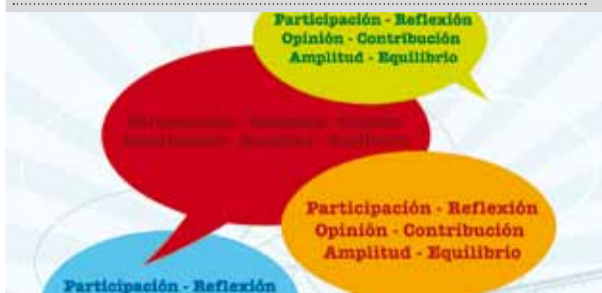 Participación - Reflexión
Opinión - Contribución
Amplitud - Equilibrio
Participación - Reflexión
Opinión - Contribución
Amplitud - Equilibrio
Participación - Reflexión